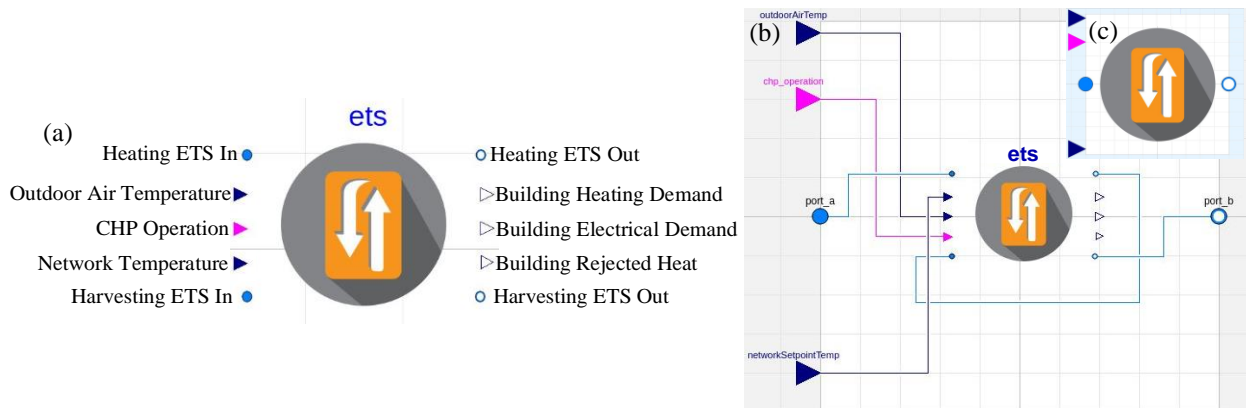 (a)
ets
Heating ETS In
Heating ETS Out
Outdoor Air Temperature
Building Heating Demand
CHP Operation
Building Electrical Demand
Network Temperature
Building Rejected Heat
Harvesting ETS In
Harvesting ETS Out
(b)
outdoorAirTemp
chp_operation
ets
port_a
port_b
networkSetpointTemp
(c)